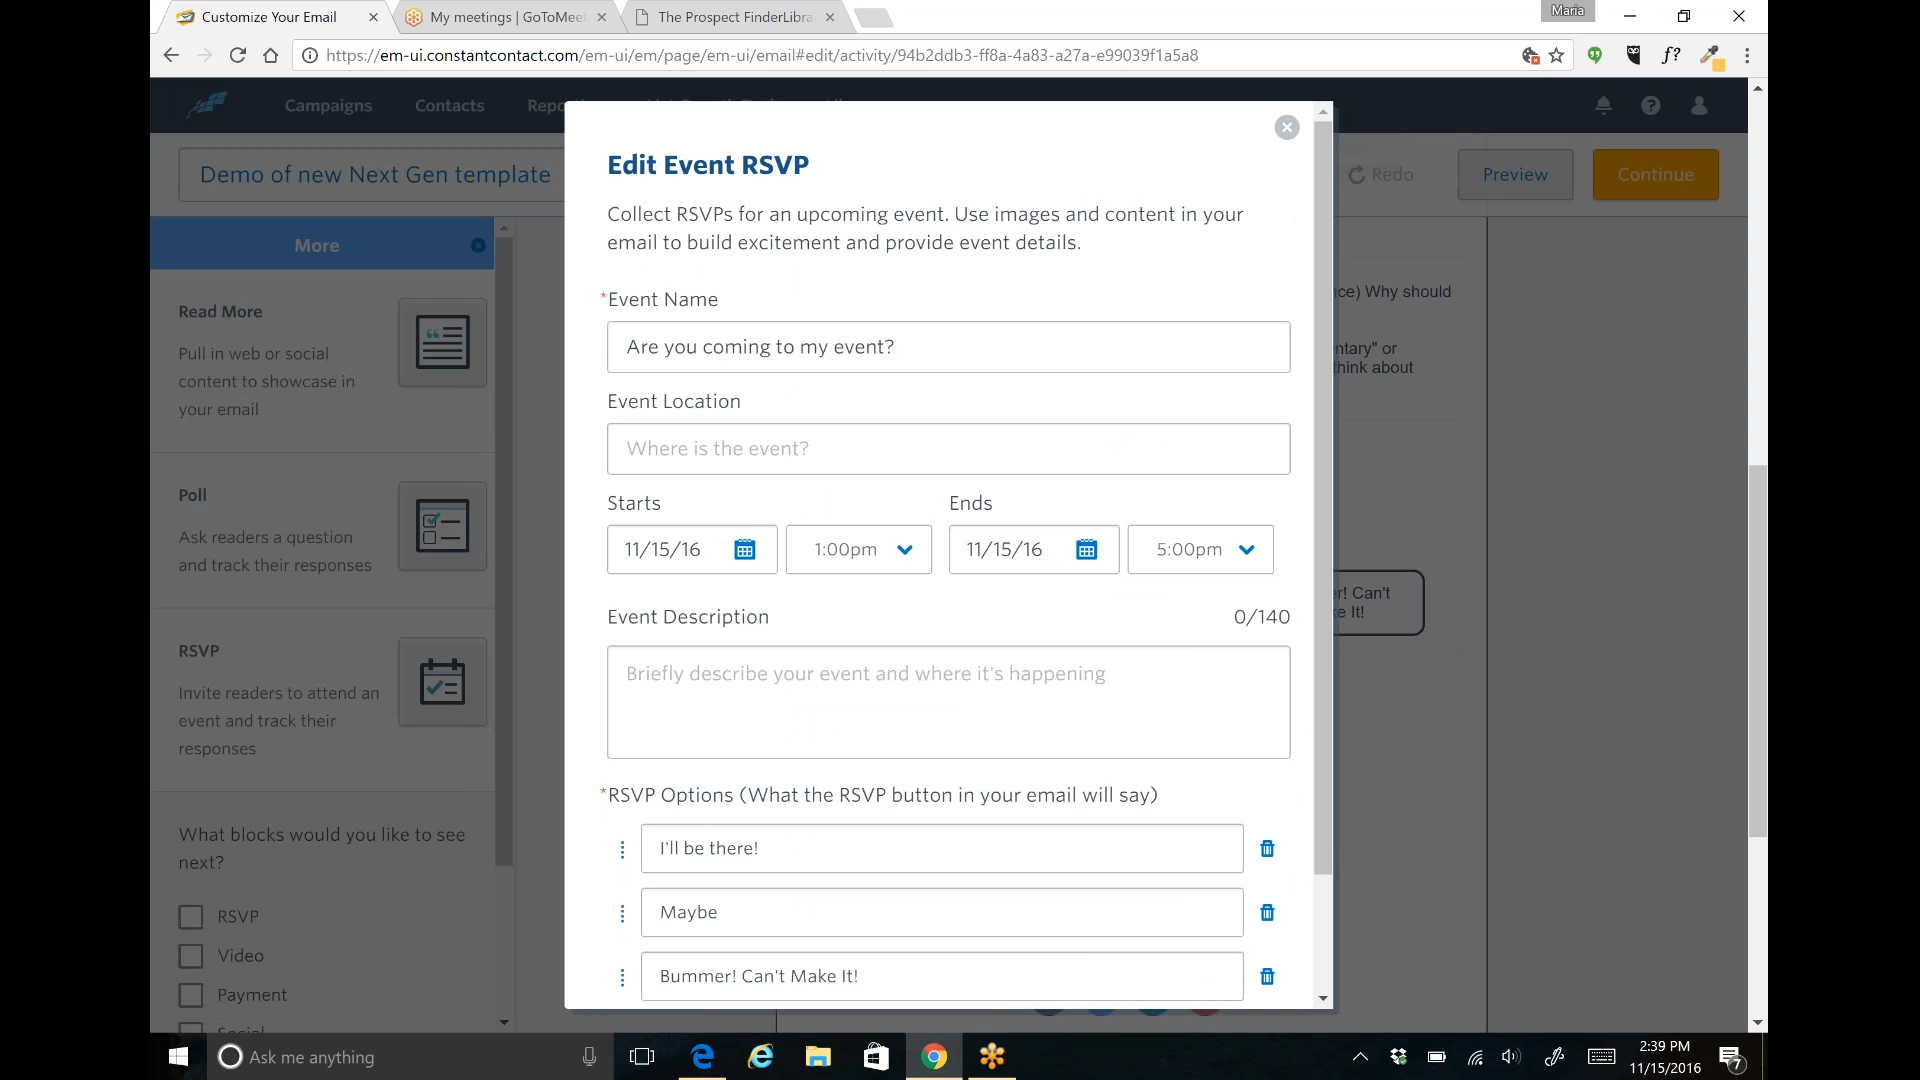 Customize Your Email
My meetings | GoToMee
The Prospect FinderLibra
Maria
https://em-ui.constantcontact.com/em-ui/em/page/em-ui/email#edit/activity/94b2ddb3-ff8a-4a83-a27a-e99039f1a5a8
f?
Campaigns
Contacts
Demo of new Next Gen template
Redo
Preview
Continue
More
Read More
Pull in web or social
content to showcase in
your email
Poll
Ask readers a question
and track their responses
RSVP
Invite readers to attend an
event and track their
responses
What blocks would you like to see
next?
RSVP
Video
Payment
Social
Edit Event RSVP
Collect RSVPs for an upcoming event. Use images and content in your
email to build excitement and provide event details.
*Event Name
Are you coming to my event?
Event Location
Where is the event?
Starts
Ends
11/15/16
1:00pm
11/15/16
5:00pm
Event Description
0/140
Briefly describe your event and where it's happening
*RSVP Options (What the RSVP button in your email will say)
I'll be there!
Maybe
Bummer! Can't Make It!
Why should
or
think about
Can't
It!
Ask me anything
2:39 PM
11/15/2016
7